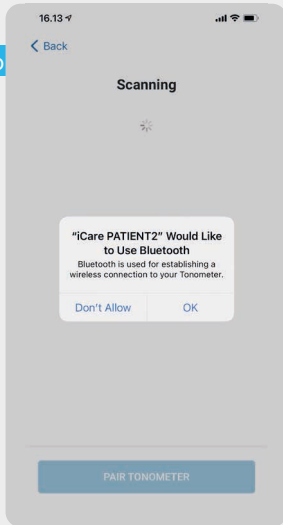 16.13
Back
Scanning
"iCare PATIENT2" Would Like
to Use Bluetooth
Bluetooth is used for establishing a
wireless connection to your Tonometer.
Don't Allow
OK
PAIR TONOMETER